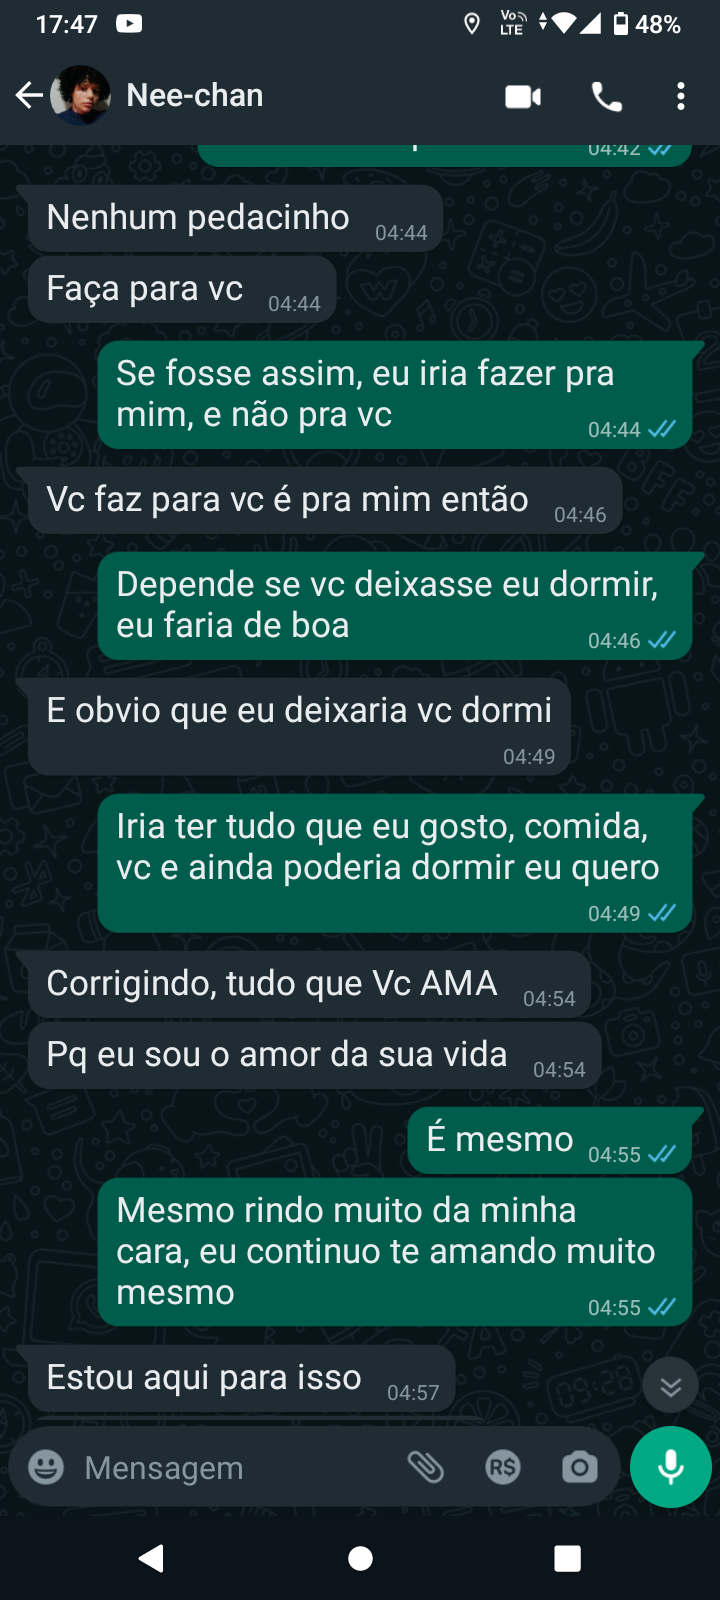 17:47
Vo LTE
48%
Nee-chan
04:42
Nenhum pedacinho 04:44
Faça para vc 04:44
Se fosse assim, eu iria fazer pra
mim, e não pra vc
04:44
Vc faz para vc é pra mim então 04:46
Depende se vc deixasse eu dormir,
eu faria de boa
04:46
E obvio que eu deixaria vc dormi
04:49
Iria ter tudo que eu gosto, comida,
vc e ainda poderia dormir eu quero
04:49
Corrigindo, tudo que Vc AMA 04:54
Pq eu sou o amor da sua vida 04:54
É mesmo 04:55
Mesmo rindo muito da minha
cara, eu continuo te amando muito
mesmo
04:55
Estou aqui para isso 04:57
Mensagem
R$